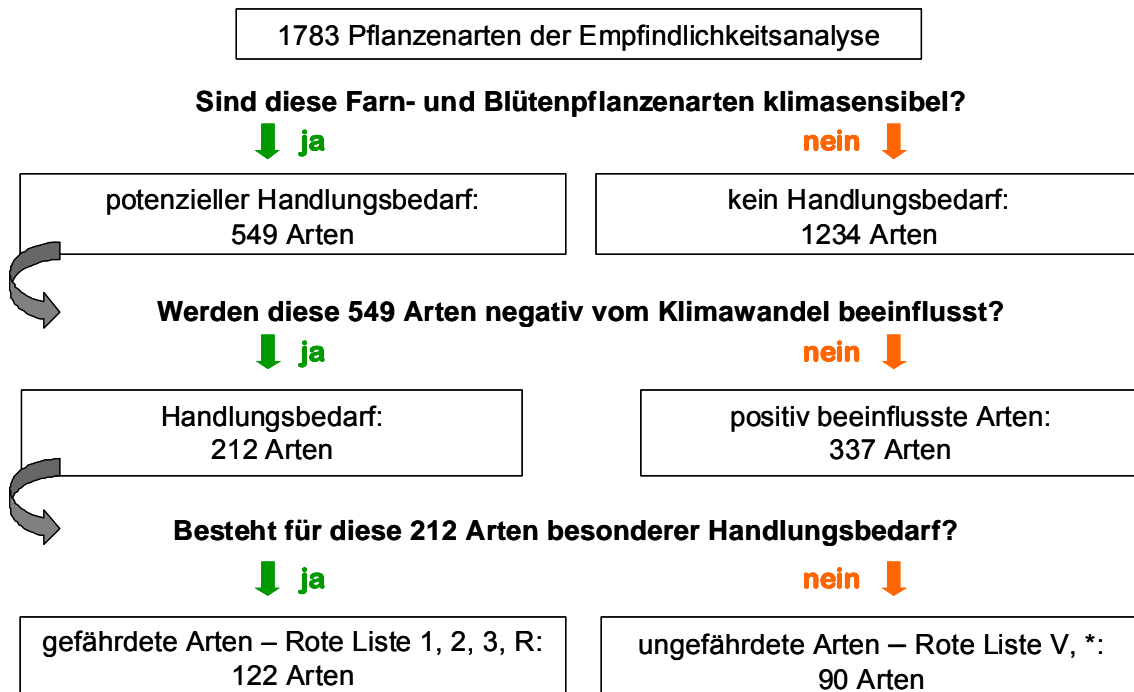 1783 Pflanzenarten der Empfindlichkeitsanalyse
Sind diese Farn- und Blütenpflanzenarten klimasensibel?
ja
nein
potenzieller Handlungsbedarf:
549 Arten
kein Handlungsbedarf:
1234 Arten
Werden diese 549 Arten negativ vom Klimawandel beeinflusst?
ja
nein
Handlungsbedarf:
212 Arten
positiv beeinflusste Arten:
337 Arten
Besteht für diese 212 Arten besonderer Handlungsbedarf?
ja
nein
gefährdete Arten – Rote Liste 1, 2, 3, R:
122 Arten
ungefährdete Arten – Rote Liste V, *:
90 Arten